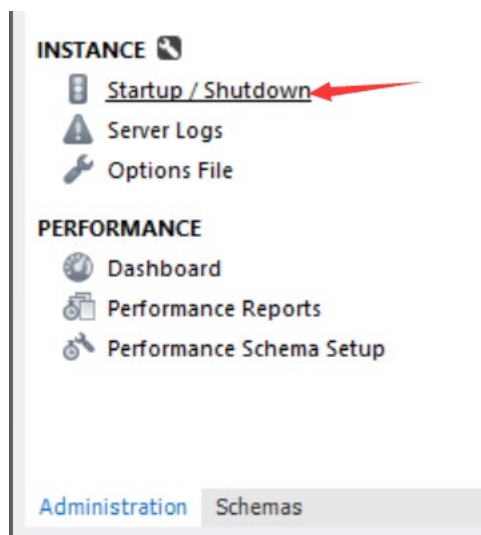 INSTANCE
Startup / Shutdown
Server Logs
Options File
PERFORMANCE
Dashboard
Performance Reports
Performance Schema Setup
Administration Schemas